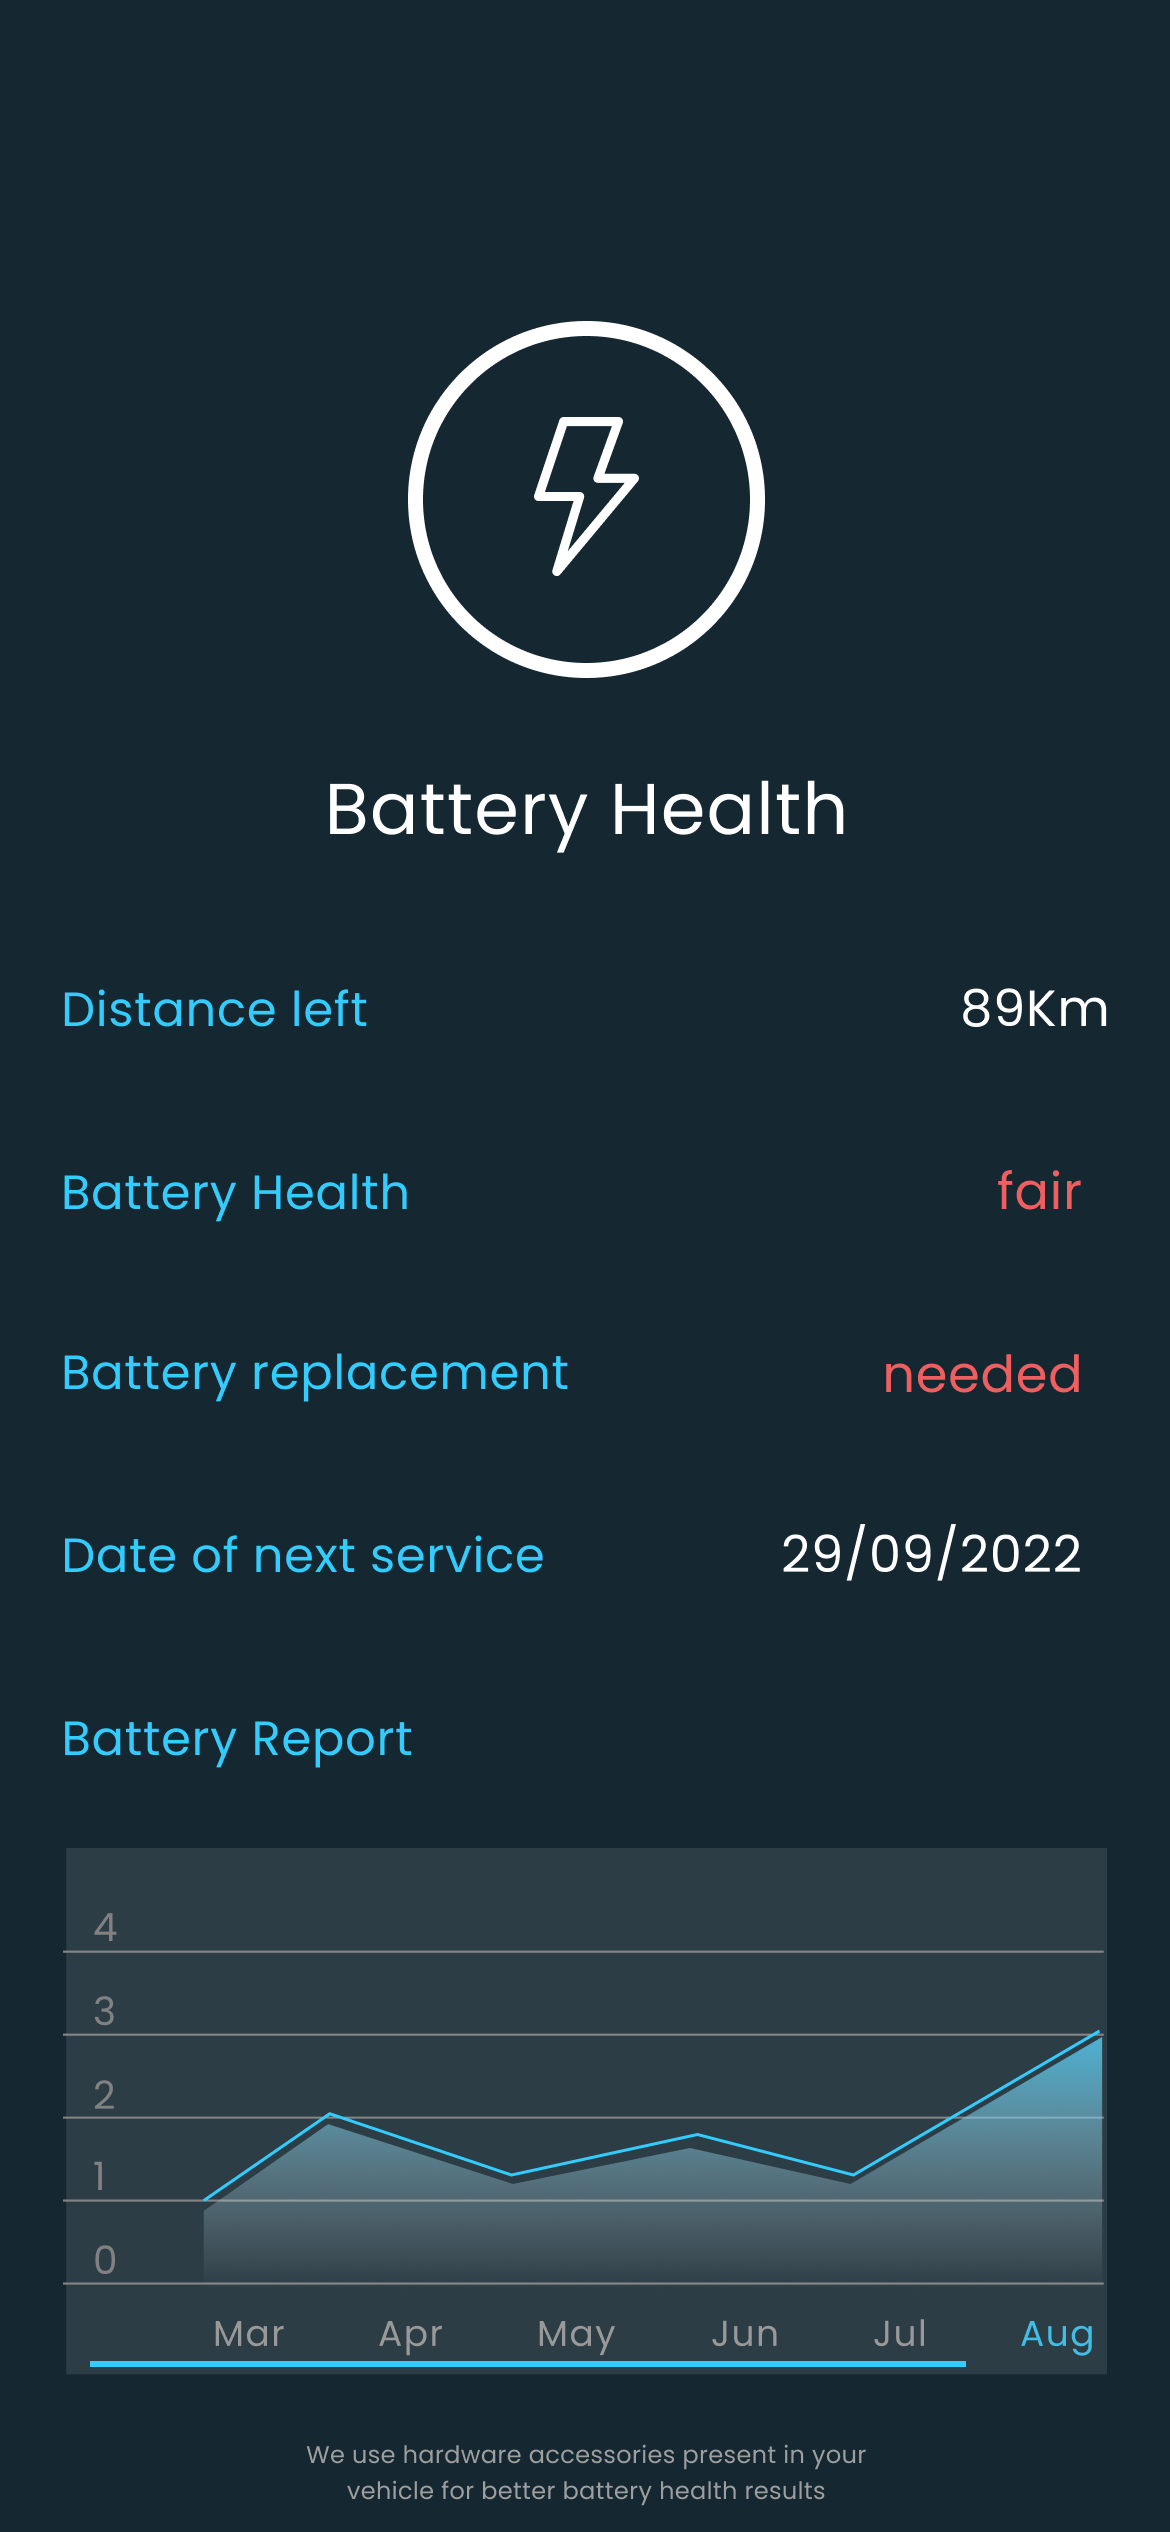 Battery Health
Distance left 89Km
Battery Health fair
Battery replacement needed
Date of next service 29/09/2022
Battery Report
4
3
2
1
0
Mar Apr May Jun Jul Aug
We use hardware accessories present in your
vehicle for better battery health results